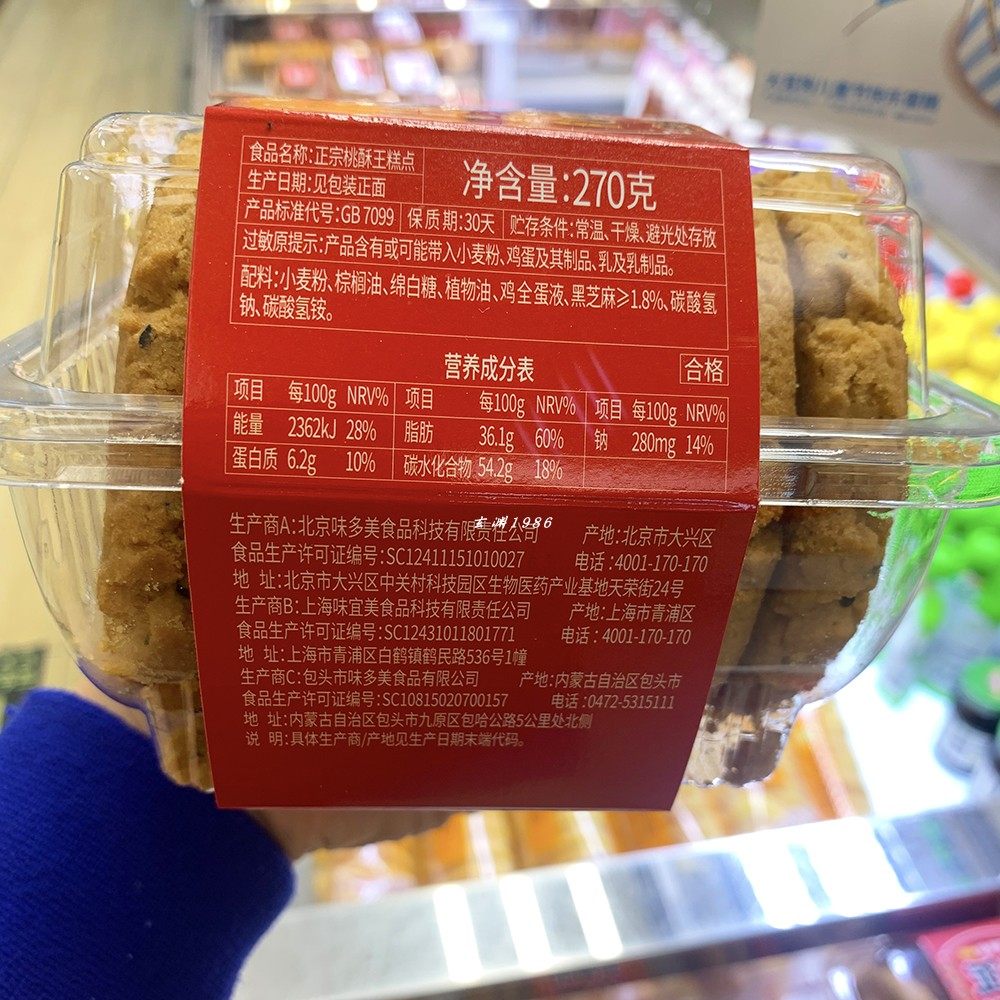 食品名称:正宗桃酥王糕点
生产日期:见包装正面
净含量:270克
产品标准代号:GB 7099 保质期:30天 贮存条件:常温、干燥、避光处存放
过敏原提示:产品含有或可能带入小麦粉、鸡蛋及其制品、乳及乳制品。
配料:小麦粉、棕榈油、绵白糖、植物油、鸡全蛋液、黑芝麻≥1.8%、碳酸氢
钠、碳酸氢铵。
营养成分表 合格
项目 每100g NRV% 项目 每100g NRV% 项目 每100g NRV%
能量 2362kJ 28% 脂肪 36.1g 60% 钠 280mg 14%
蛋白质 6.2g 10% 碳水化合物 54.2g 18%
玄渊1986
生产商A:北京味多美食品科技有限责任公司 产地:北京市大兴区
食品生产许可证编号:SC12411151010027 电话:4001-170-170
地 址:北京市大兴区中关村科技园区生物医药产业基地天荣街24号
生产商B:上海味宜美食品科技有限责任公司 产地:上海市青浦区
食品生产许可证编号:SC12431011801771 电话:4001-170-170
地 址:上海市青浦区白鹤镇鹤民路536号1幢
生产商C:包头市味多美食品有限公司 产地:内蒙古自治区包头市
食品生产许可证编号:SC10815020700157 电话:0472-5315111
地 址:内蒙古自治区包头市九原区包哈公路5公里处北侧
说 明:具体生产商/产地见生产日期末端代码。